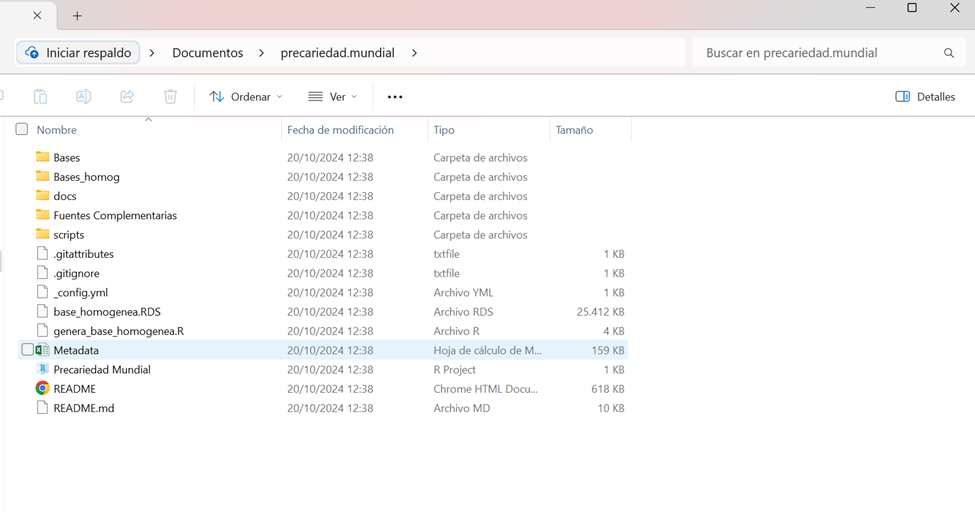 Iniciar respaldo > Documentos > precariedad.mundial >
Buscar en precariedad.mundial
Ordenar Ver ... Detalles
Nombre Fecha de modificación Tipo Tamaño
Bases 20/10/2024 12:38 Carpeta de archivos
Bases_homog 20/10/2024 12:38 Carpeta de archivos
docs 20/10/2024 12:38 Carpeta de archivos
Fuentes Complementarias 20/10/2024 12:38 Carpeta de archivos
scripts 20/10/2024 12:38 Carpeta de archivos
.gitattributes 20/10/2024 12:38 txtfile 1 KB
.gitignore 20/10/2024 12:38 txtfile 1 KB
_config.yml 20/10/2024 12:38 Archivo YML 1 KB
base_homogenea.RDS 20/10/2024 12:38 Archivo RDS 25.412 KB
genera_base_homogenea.R 20/10/2024 12:38 Archivo R 4 KB
Metadata 20/10/2024 12:38 Hoja de cálculo de M... 159 KB
Precariedad Mundial 20/10/2024 12:38 R Project 1 KB
README 20/10/2024 12:38 Chrome HTML Docu... 618 KB
README.md 20/10/2024 12:38 Archivo MD 10 KB